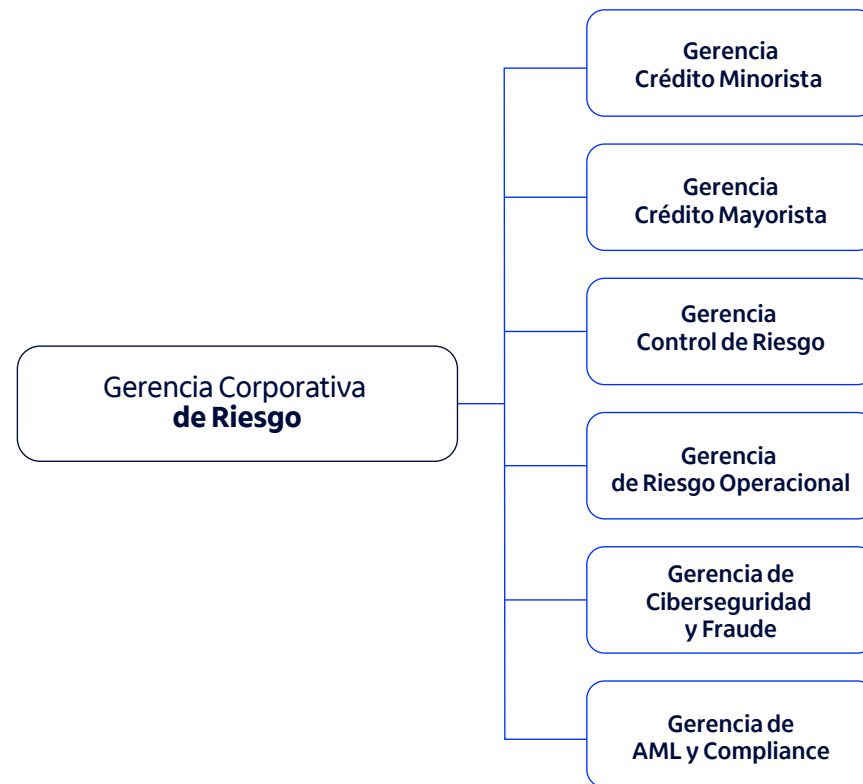 Gerencia
Crédito Minorista
Gerencia
Crédito Mayorista
Gerencia
Control de Riesgo
Gerencia Corporativa
de Riesgo
Gerencia
de Riesgo Operacional
Gerencia de
Ciberseguridad
y Fraude
Gerencia de
AML y Compliance